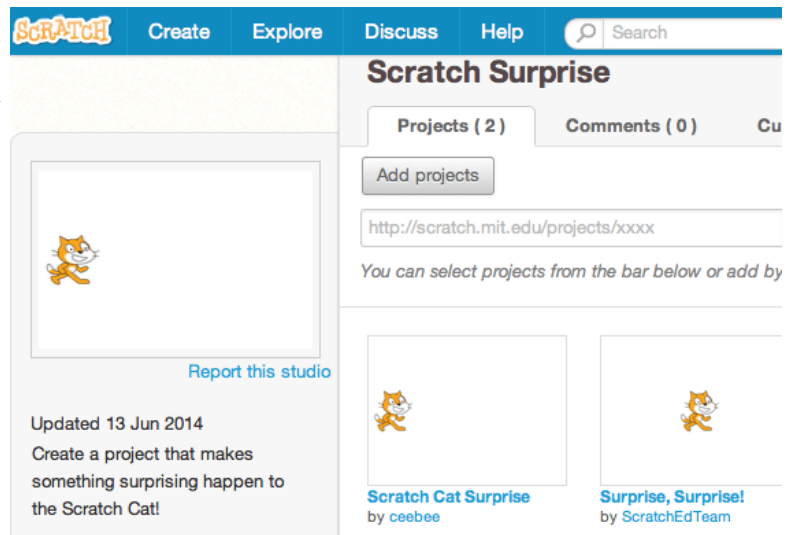 SCRATCH Create Explore Discuss Help Search
Scratch Surprise
Projects ( 2 ) Comments ( 0 ) Cu
Add projects
http://scratch.mit.edu/projects/xxxx
You can select projects from the bar below or add by
Report this studio
Updated 13 Jun 2014
Create a project that makes
something surprising happen to
the Scratch Cat!
Scratch Cat Surprise
by ceebee
Surprise, Surprise!
by ScratchEdTeam